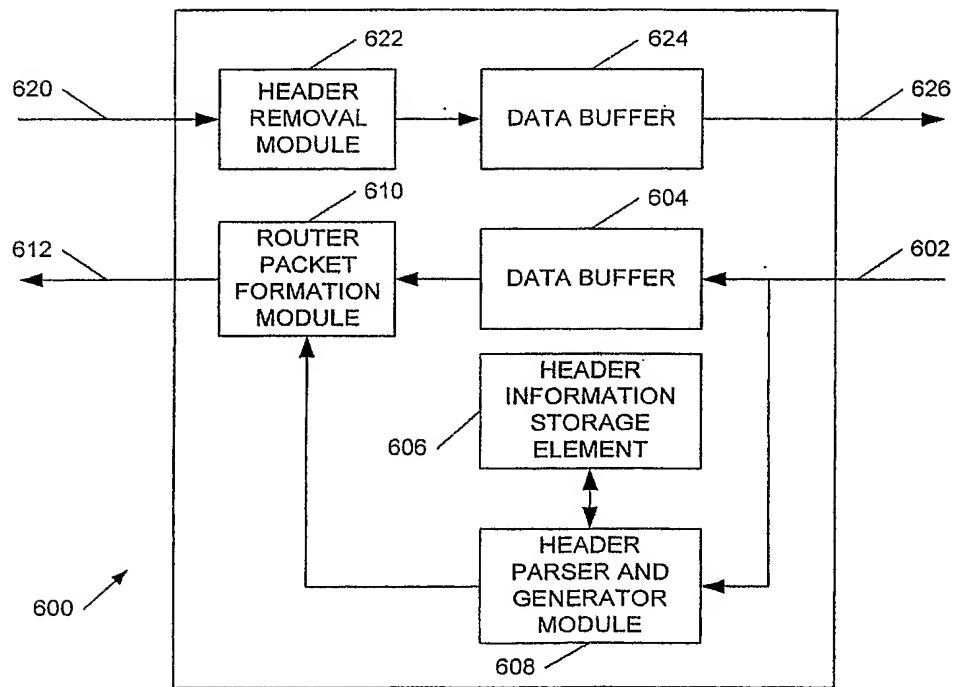 622
624
620
626
HEADER
REMOVAL
MODULE
DATA BUFFER
610
604
612
602
ROUTER
PACKET
FORMATION
MODULE
DATA BUFFER
HEADER
INFORMATION
STORAGE
ELEMENT
606
HEADER
PARSER AND
GENERATOR
MODULE
600
608